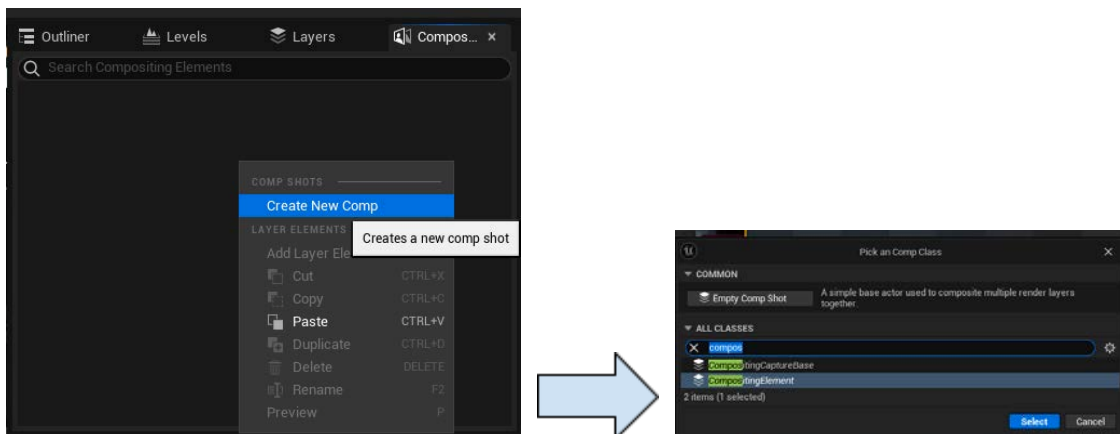 Outliner Levels Layers Compos... ×
Search Compositing Elements
COMP SHOTS
Create New Comp
LAYER ELEMENTS
Creates a new comp shot
Add Layer Ele
Cut CTRL+X
Copy CTRL+C
Paste CTRL+V
Duplicate CTRL+D
Delete DELETE
Rename F2
Preview P
Pick an Comp Class
COMMON
Empty Comp Shot
A simple base actor used to composite multiple render layers
together.
ALL CLASSES
compos
CompositingCaptureBase
CompositingElement
2 items (1 selected)
Select Cancel